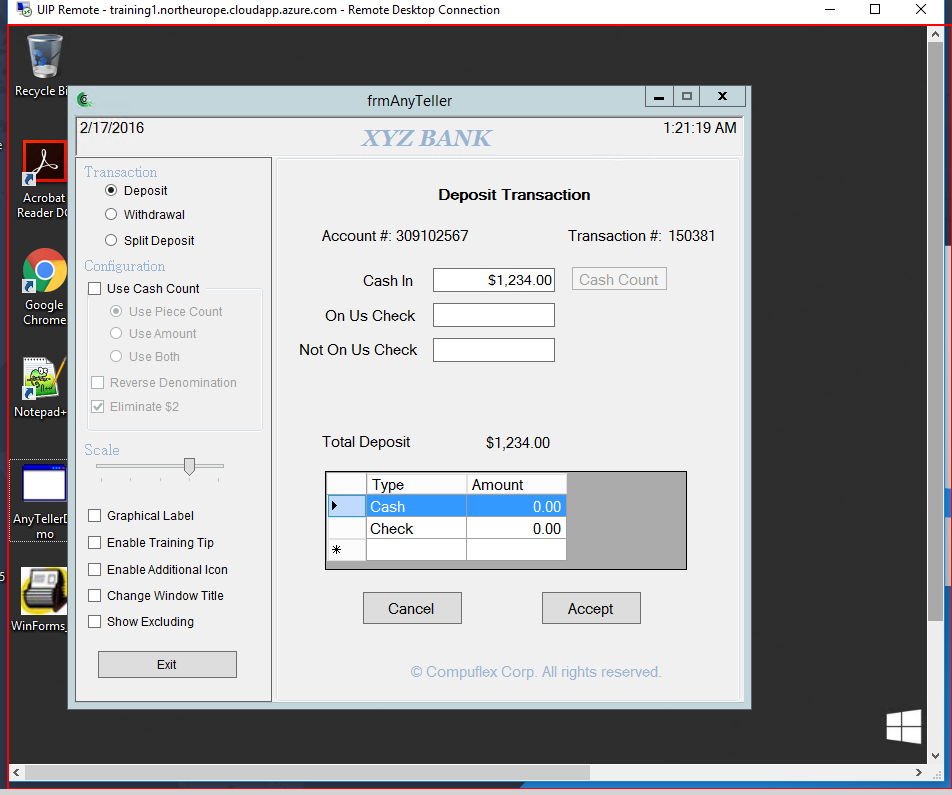 UIP Remote - training1.northeurope.cloudapp.azure.com - Remote Desktop Connection
Recycle Bi
frmAnyTeller
2/17/2016
XYZ BANK
1:21:19 AM
Acrobat
Reader DC
Google
Chrome
Notepad+
AnyTellerD
mo
WinForms_
Transaction
Deposit
Withdrawal
Split Deposit
Configuration
Use Cash Count
Use Piece Count
Use Amount
Use Both
Reverse Denomination
Eliminate $2
Scale
Graphical Label
Enable Training Tip
Enable Additional Icon
Change Window Title
Show Excluding
Exit
Deposit Transaction
Account #: 309102567
Transaction #: 150381
Cash In $1,234.00 Cash Count
On Us Check
Not On Us Check
Total Deposit $1,234.00
Type Amount
Cash 0.00
Check 0.00
*
Cancel Accept
© Compuflex Corp. All rights reserved.